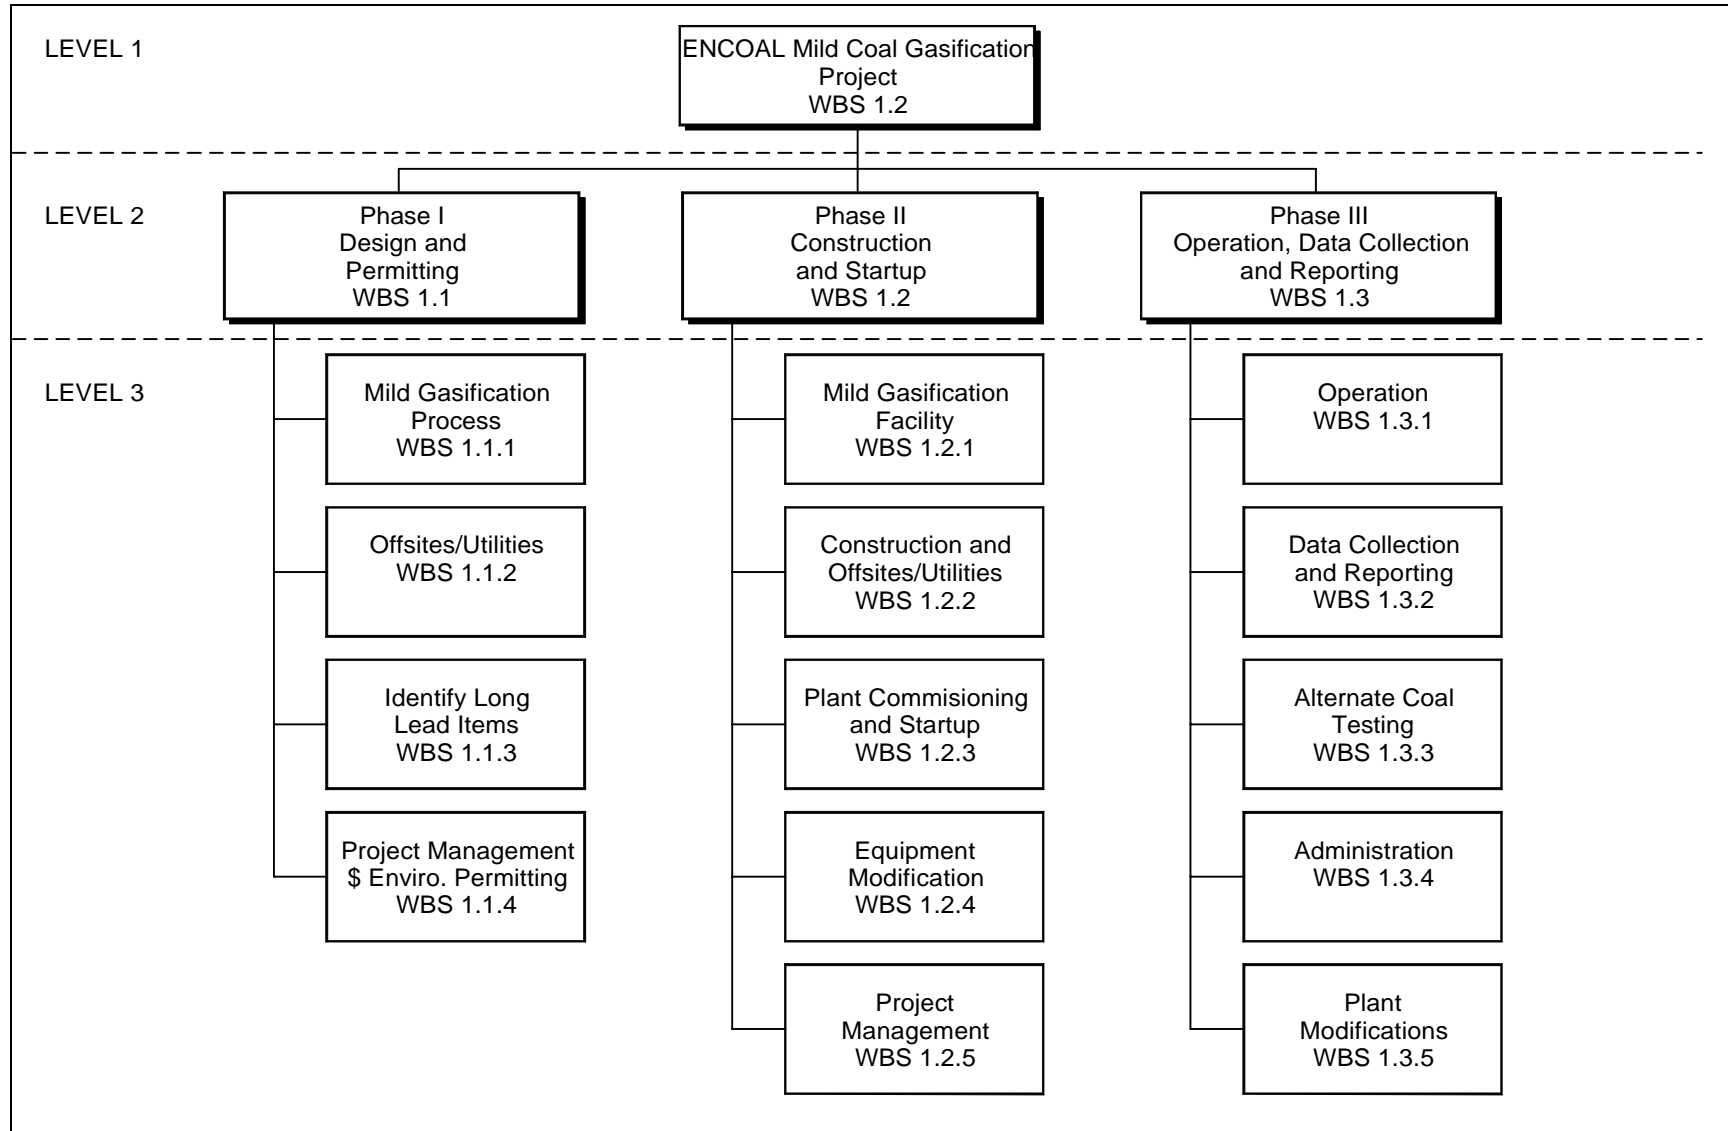 LEVEL 1
ENCOAL Mild Coal Gasification
Project
WBS 1.2
LEVEL 2
Phase I
Design and
Permitting
WBS 1.1
Phase II
Construction
and Startup
WBS 1.2
Phase III
Operation, Data Collection
and Reporting
WBS 1.3
LEVEL 3
Mild Gasification
Process
WBS 1.1.1
Offsites/Utilities
WBS 1.1.2
Identify Long
Lead Items
WBS 1.1.3
Project Management
$ Enviro. Permitting
WBS 1.1.4
Mild Gasification
Facility
WBS 1.2.1
Construction and
Offsites/Utilities
WBS 1.2.2
Plant Commisioning
and Startup
WBS 1.2.3
Equipment
Modification
WBS 1.2.4
Project
Management
WBS 1.2.5
Operation
WBS 1.3.1
Data Collection
and Reporting
WBS 1.3.2
Alternate Coal
Testing
WBS 1.3.3
Administration
WBS 1.3.4
Plant
Modifications
WBS 1.3.5